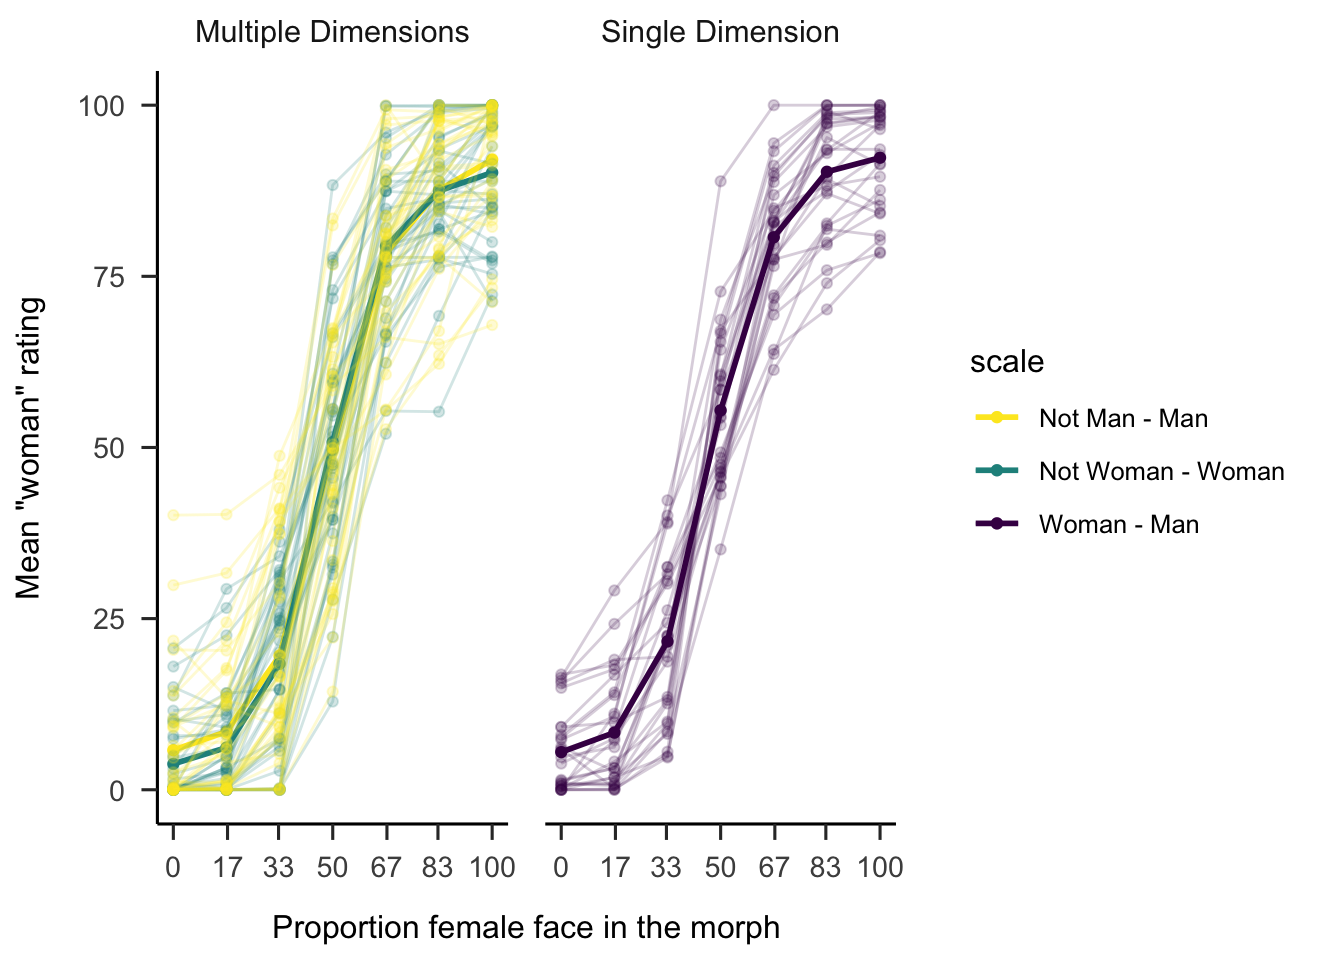 Multiple Dimensions
Single Dimension
Mean "woman" rating
100
75
50
25
0
0 17 33 50 67 83 100
0 17 33 50 67 83 100
Proportion female face in the morph
scale
Not Man - Man
Not Woman - Woman
Woman - Man